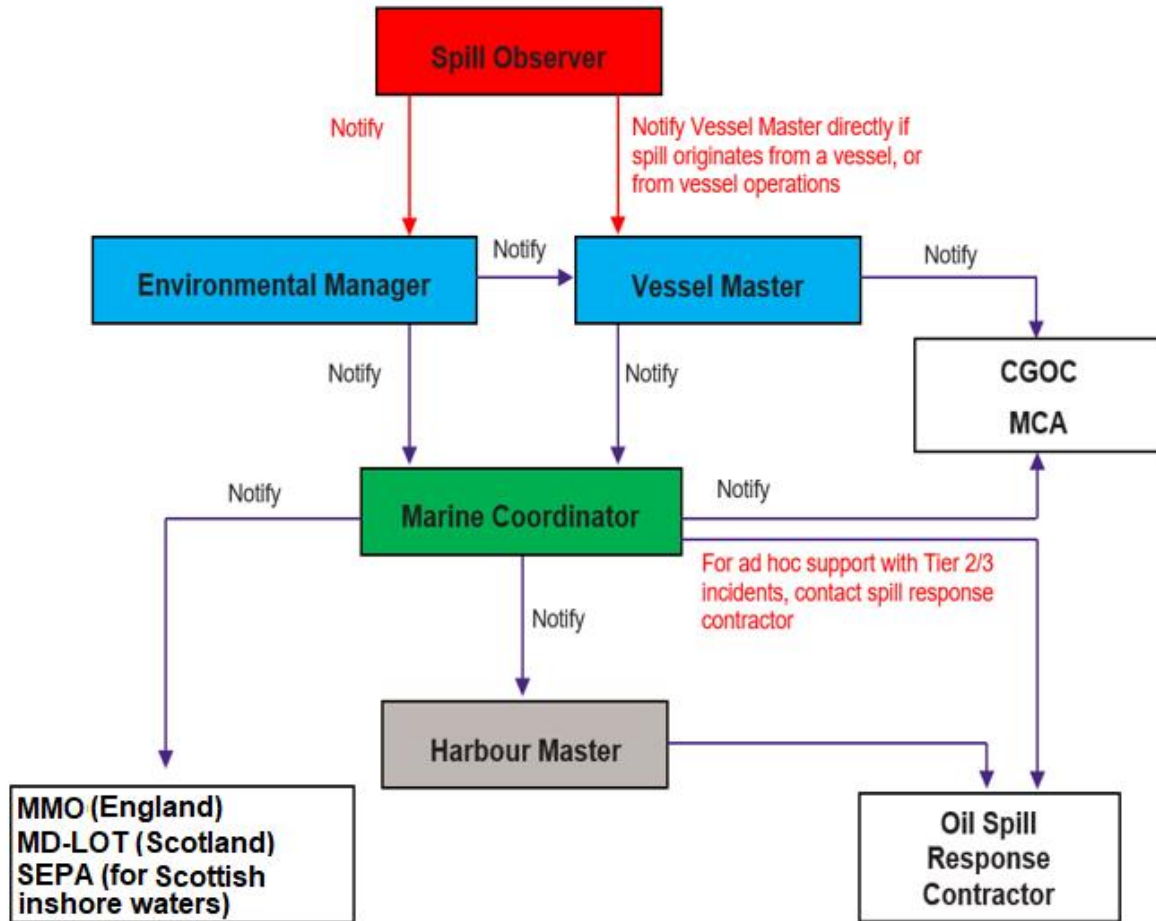 Spill Observer
Notify
Notify Vessel Master directly if
spill originates from a vessel, or
from vessel operations
Environmental Manager
Notify
Vessel Master
Notify
Notify
Notify
CGOC
MCA
Notify
Marine Coordinator
Notify
For ad hoc support with Tier 2/3
incidents, contact spill response
contractor
Notify
Harbour Master
MMO (England)
MD-LOT (Scotland)
SEPA (for Scottish
inshore waters)
Oil Spill
Response
Contractor